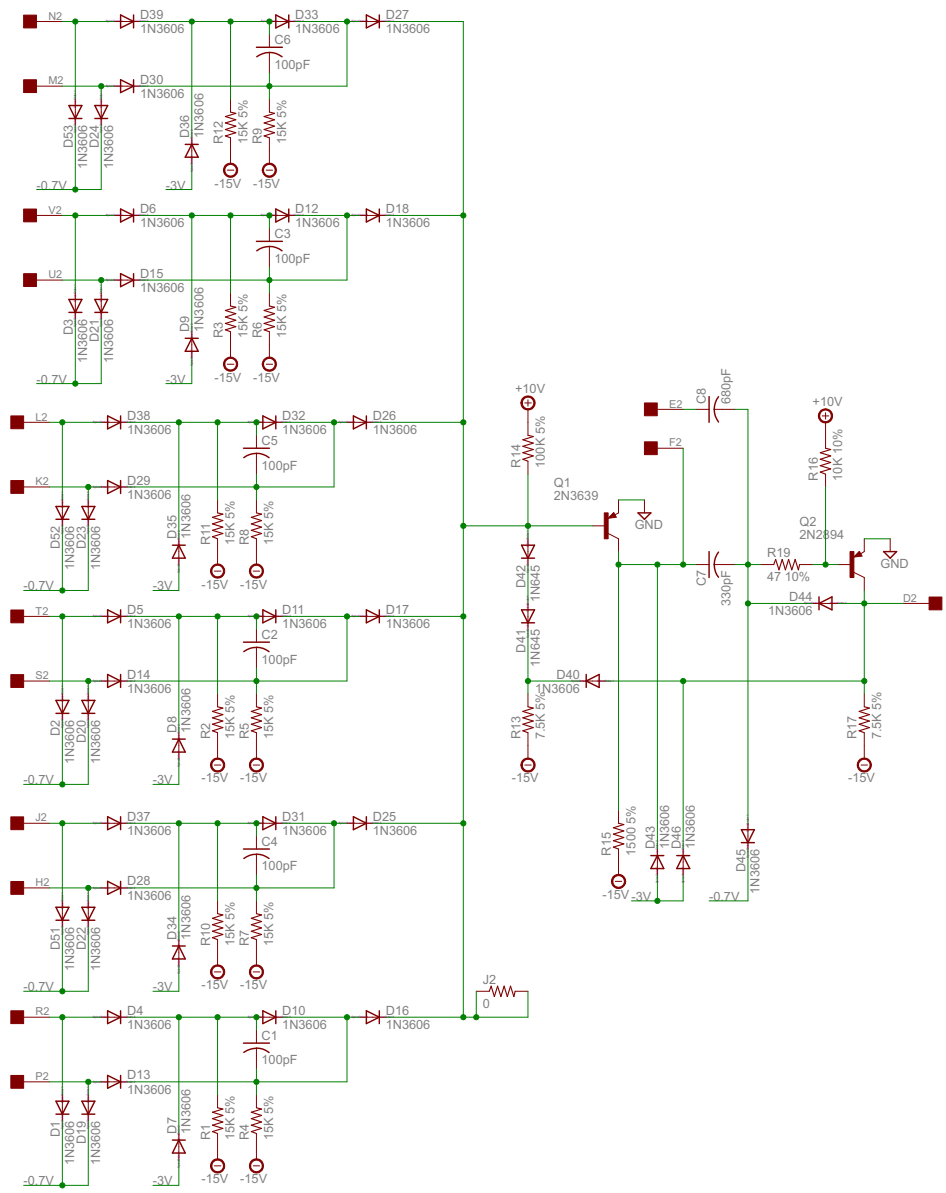 N2
D39
1N3606
D33
1N3606
D27
1N3606
C6
100pF
M2
D30
1N3606
D53
1N3606
D24
1N3606
D36
1N3606
R12
15K 5%
R9
15K 5%
-0.7V
-3V
-15V
-15V
V2
D6
1N3606
D12
1N3606
D18
1N3606
C3
100pF
U2
D15
1N3606
D3
1N3606
D21
1N3606
D9
1N3606
R3
15K 5%
R6
15K 5%
-0.7V
-3V
-15V
-15V
L2
D38
1N3606
D32
1N3606
D26
1N3606
C5
100pF
K2
D29
1N3606
D52
1N3606
D23
1N3606
D35
1N3606
R11
15K 5%
R8
15K 5%
-0.7V
-3V
-15V
-15V
T2
D5
1N3606
D11
1N3606
D17
1N3606
C2
100pF
S2
D14
1N3606
D2
1N3606
D20
1N3606
D8
1N3606
R2
15K 5%
R5
15K 5%
-0.7V
-3V
-15V
-15V
J2
D37
1N3606
D31
1N3606
D25
1N3606
C4
100pF
H2
D28
1N3606
D51
1N3606
D22
1N3606
D34
1N3606
R10
15K 5%
R7
15K 5%
-0.7V
-3V
-15V
-15V
R2
D4
1N3606
D10
1N3606
D16
1N3606
C1
100pF
P2
D13
1N3606
D1
1N3606
D19
1N3606
D7
1N3606
R1
15K 5%
R4
15K 5%
-0.7V
-3V
-15V
-15V
J2
0
+10V
R14
100K 5%
Q1
2N3639
GND
D42
1N645
D41
1N645
D40
1N3606
R13
7.5K 5%
-15V
E2
C8
680pF
F2
C7
330pF
+10V
R16
10K 10%
R19
47 10%
Q2
2N2894
GND
D44
1N3606
D2
R17
7.5K 5%
-15V
R15
1500 5%
-15V
D43
1N3606
D46
1N3606
-3V
D45
1N3606
-0.7V